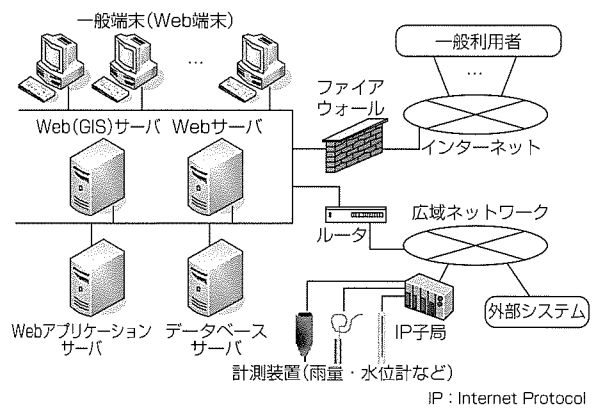 一般端末(Web端末)
…
一般利用者
…
ファイア
ウォール
Web(GIS)サーバ Webサーバ
インターネット
ルータ
広域ネットワーク
Webアプリケーション
サーバ
データベース
サーバ
IP子局
外部システム
計測装置(雨量・水位計など)
IP：Internet Protocol